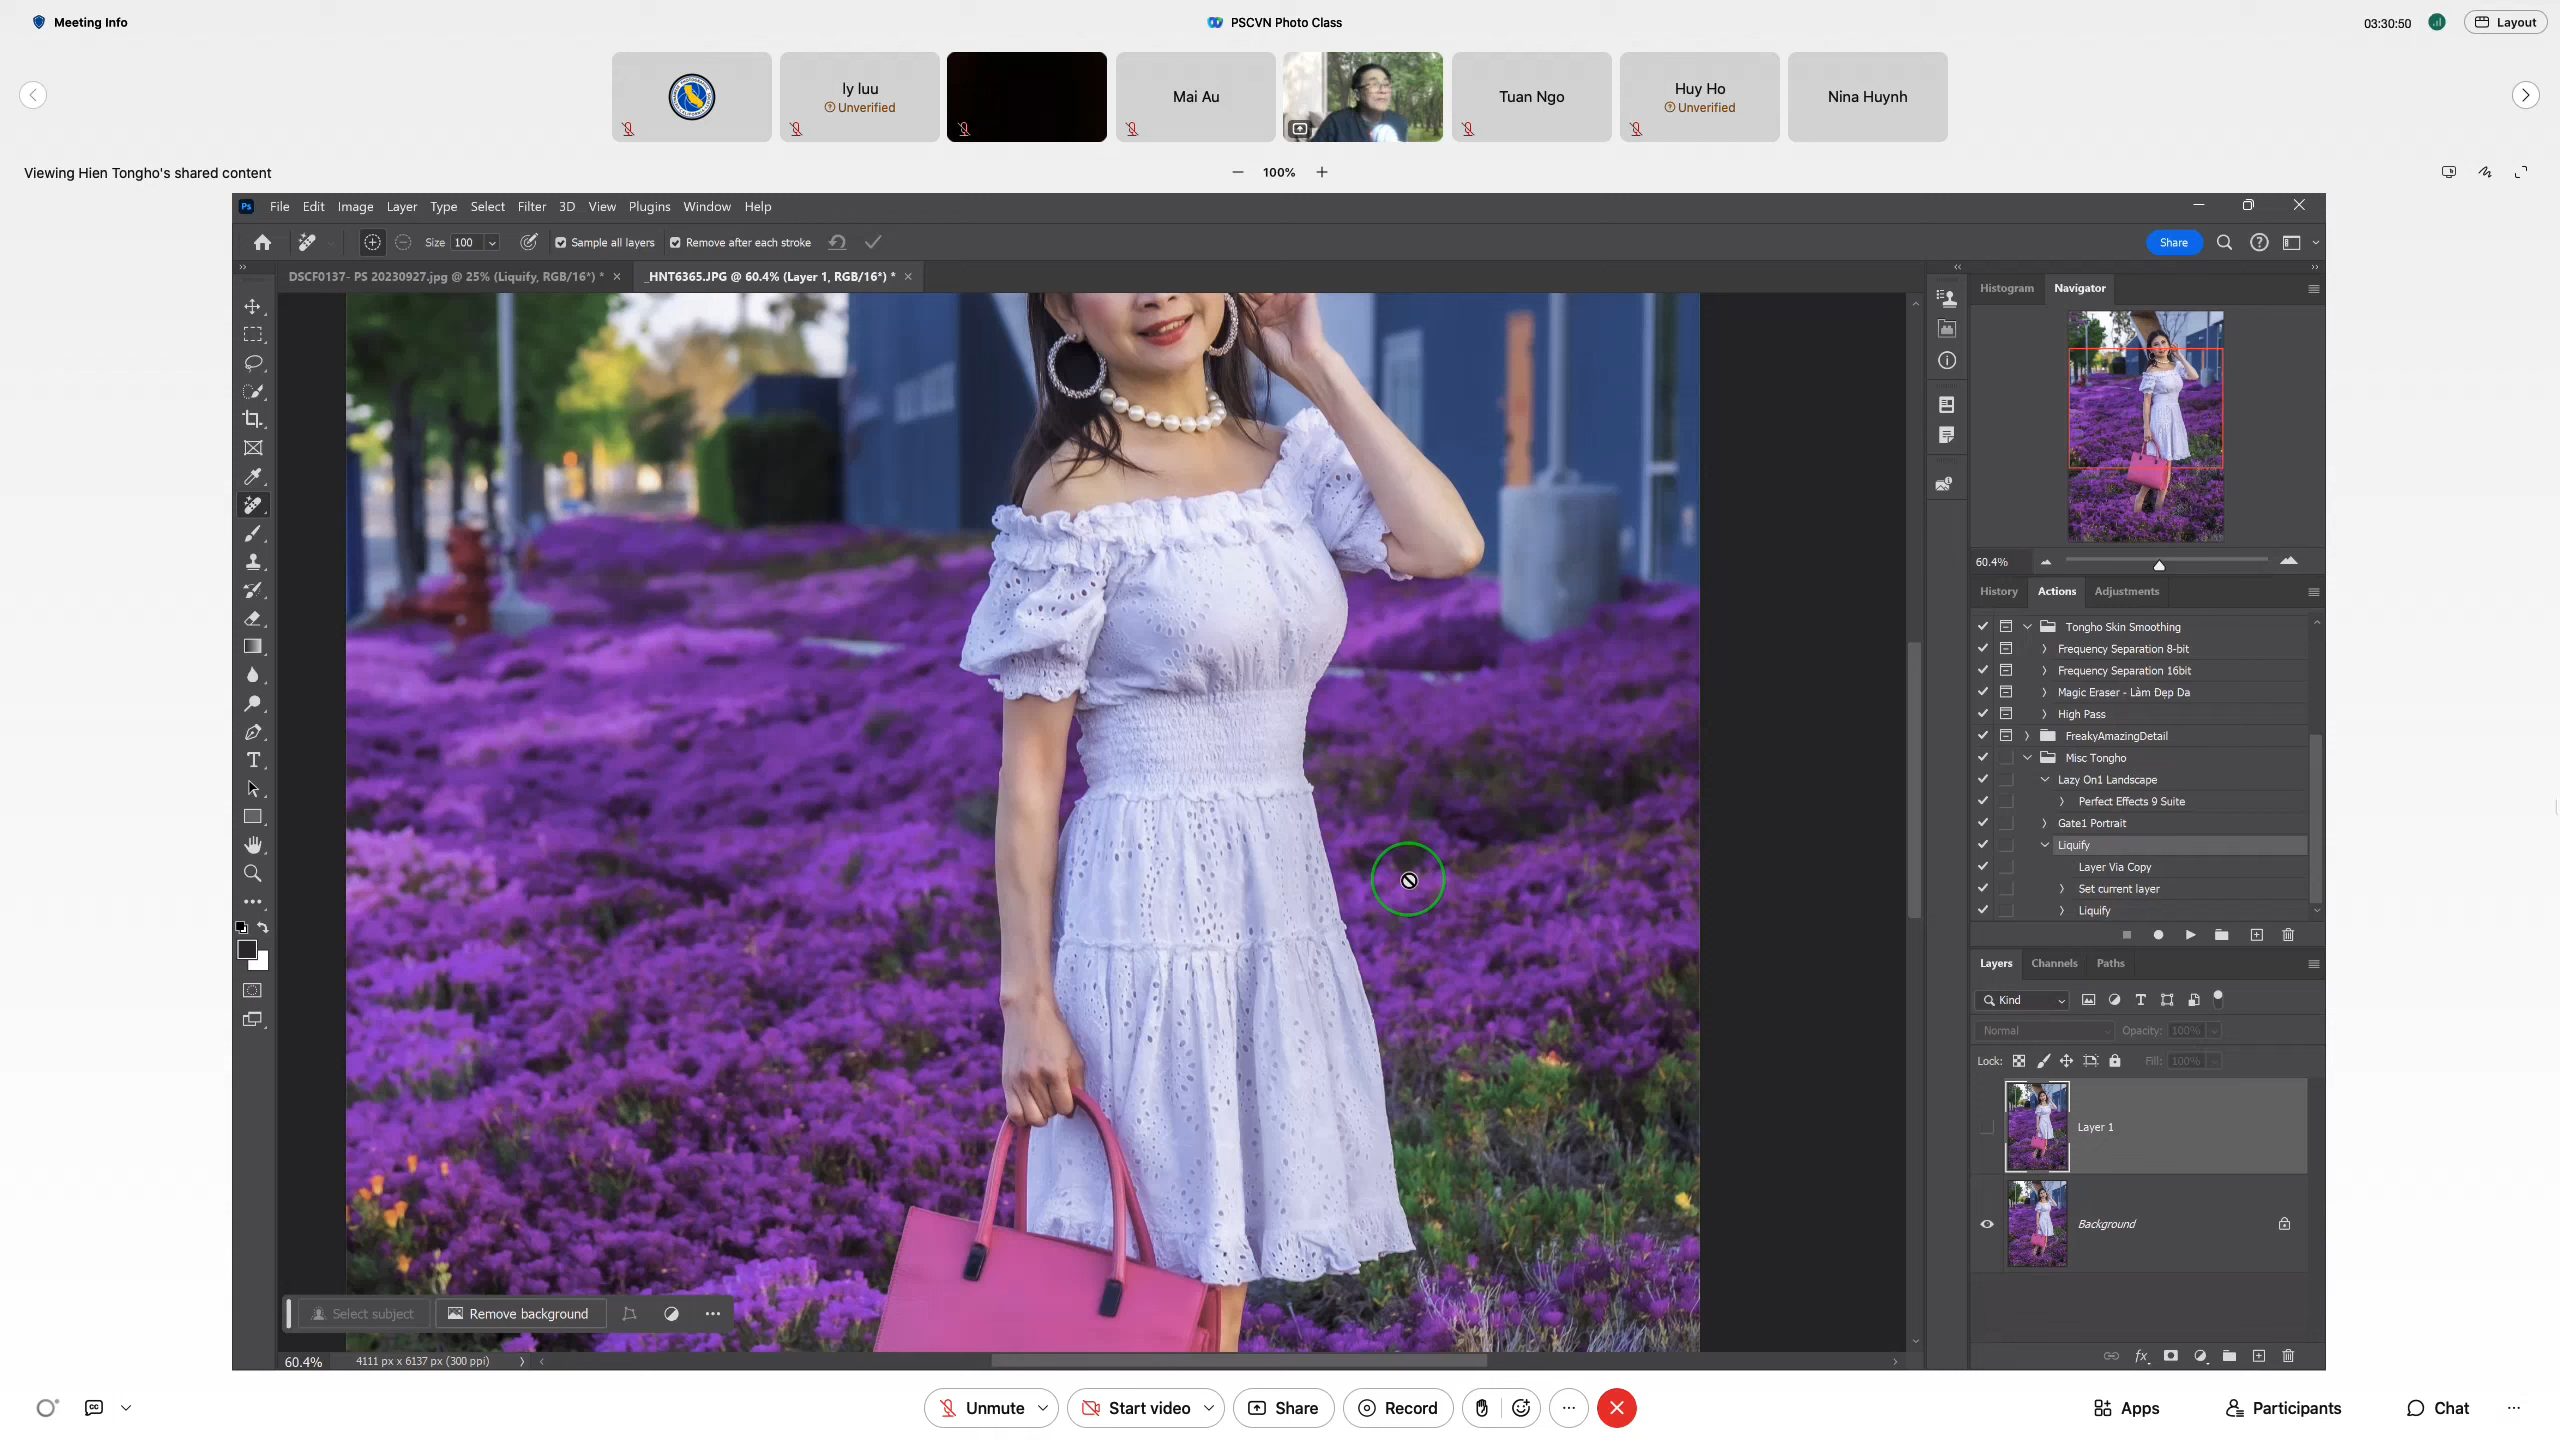 Meeting Info
PSCVN Photo Class
03:30:50
Layout
ly luu
Unverified
Mai Au
Tuan Ngo
Huy Ho
Unverified
Nina Huynh
Viewing Hien Tongho's shared content
100%
Ps File Edit Image Layer Type Select Filter 3D View Plugins Window Help
Size 100 Sample all layers Remove after each stroke
Share
DSCF0137- PS 20230927.jpg @ 25% (Liquify, RGB/16*) *
_HNT6365.JPG @ 60.4% (Layer 1, RGB/16*) *
Histogram Navigator
60.4%
History Actions Adjustments
Tongho Skin Smoothing
Frequency Separation 8-bit
Frequency Separation 16bit
Magic Eraser - Làm Đẹp Da
High Pass
FreakyAmazingDetail
Misc Tongho
Lazy On1 Landscape
Perfect Effects 9 Suite
Gate1 Portrait
Liquify
Layer Via Copy
Set current layer
Liquify
Layers Channels Paths
Kind
Normal Opacity: 100%
Lock: Fill: 100%
Layer 1
Background
Select subject Remove background
60.4% 4111 px x 6137 px (300 ppi)
Unmute
Start video
Share
Record
Apps
Participants
Chat